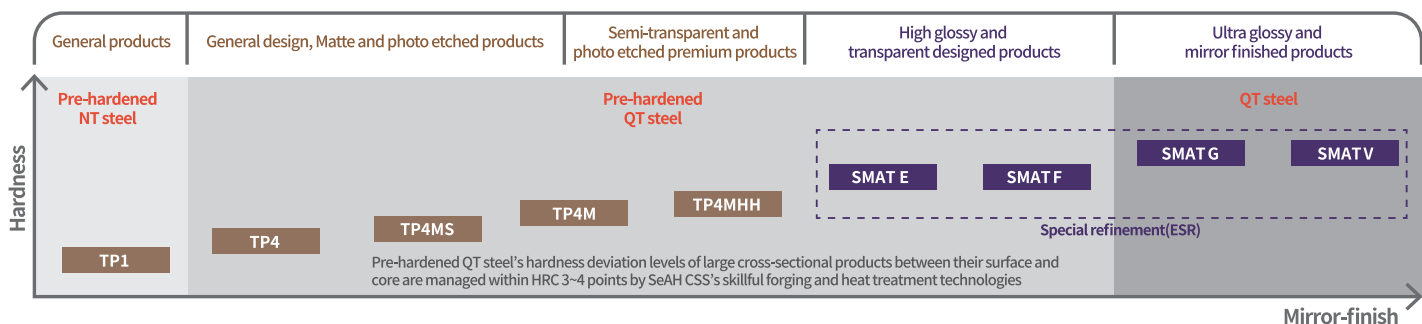 General products
General design, Matte and photo etched products
Semi-transparent and
photo etched premium products
High glossy and
transparent designed products
Ultra glossy and
mirror finished products
Pre-hardened
NT steel
Pre-hardened
QT steel
QT steel
Hardness
SMAT G
SMAT V
SMAT E
SMAT F
TP4MHH
TP4M
TP4MS
TP4
TP1
Special refinement(ESR)
Pre-hardened QT steel's hardness deviation levels of large cross-sectional products between their surface and
core are managed within HRC 3~4 points by SeAH CSS's skillful forging and heat treatment technologies
Mirror-finish